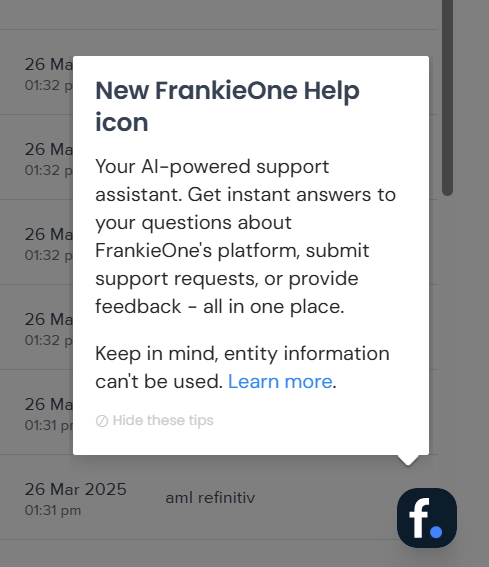 26 Ma
01:32 p
26 Ma
01:32 p
26 Ma
01:32 p
26 Ma
01:32 p
26 Ma
01:31 p
New FrankieOne Help
icon
Your AI-powered support
assistant. Get instant answers to
your questions about
FrankieOne's platform, submit
support requests, or provide
feedback - all in one place.
Keep in mind, entity information
can't be used. Learn more.
Hide these tips
26 Mar 2025
aml refinitiv
01:31 pm
f.